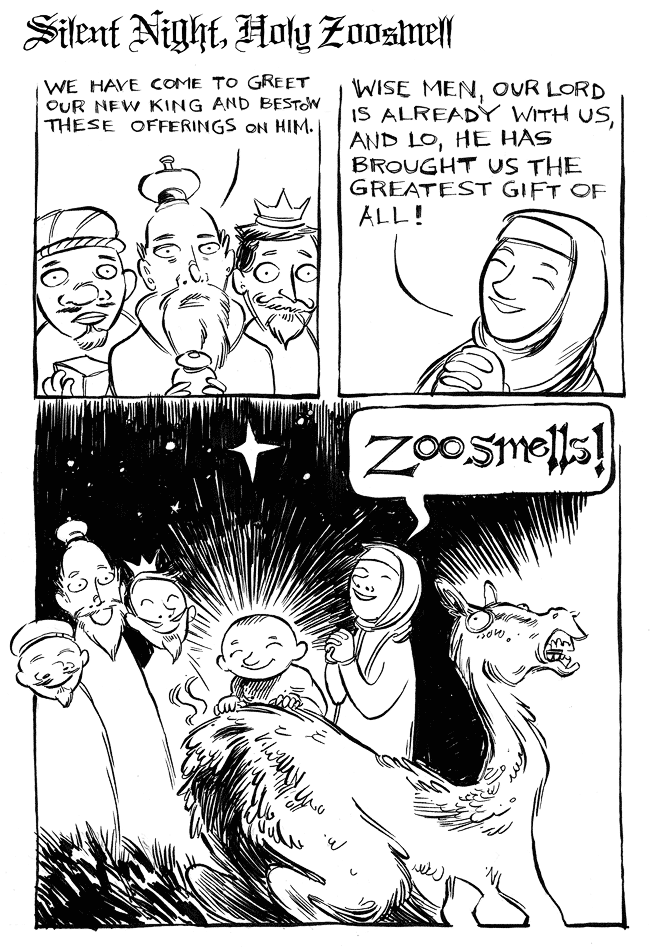 Silent Night, Holy Zoosmell
WE HAVE COME TO GREET
OUR NEW KING AND BESTOW
THESE OFFERINGS ON HIM.
WISE MEN, OUR LORD
IS ALREADY WITH US,
AND LO, HE HAS
BROUGHT US THE
GREATEST GIFT OF
ALL!
Zoosmells!